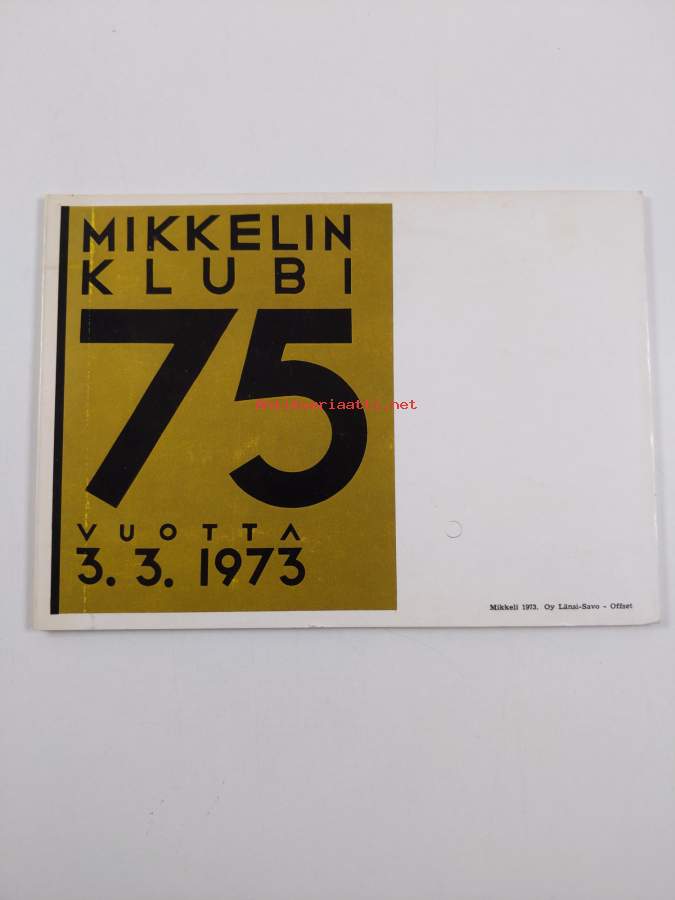 MIKKELIN
KLUBI
75
VUOTTA
3. 3. 1973
Antikvariaatti.net
Mikkeli 1973. Oy Länsi-Savo - Offset